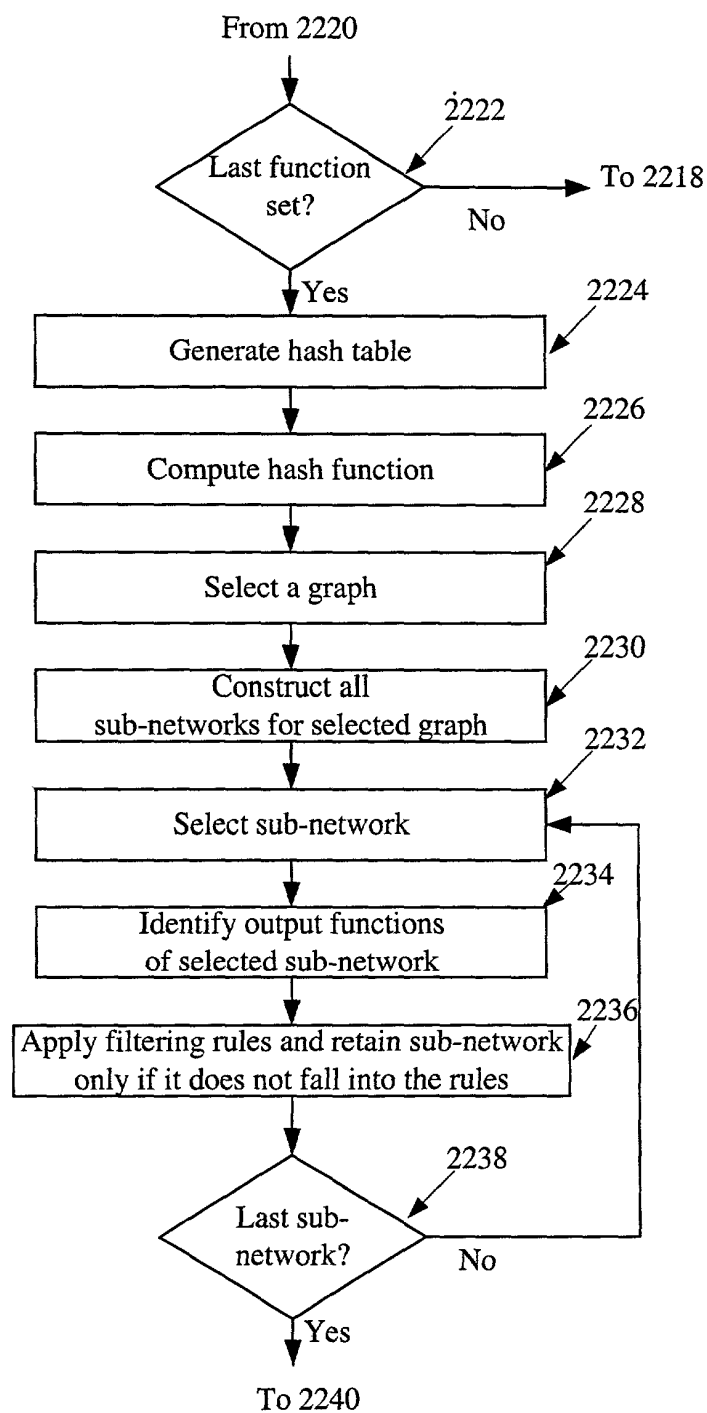 From 2220
2222
Last function
set?
To 2218
No
Yes
2224
Generate hash table
2226
Compute hash function
2228
Select a graph
2230
Construct all
sub-networks for selected graph
2232
Select sub-network
2234
Identify output functions
of selected sub-network
2236
Apply filtering rules and retain sub-network
only if it does not fall into the rules
2238
Last sub-
network?
No
Yes
To 2240